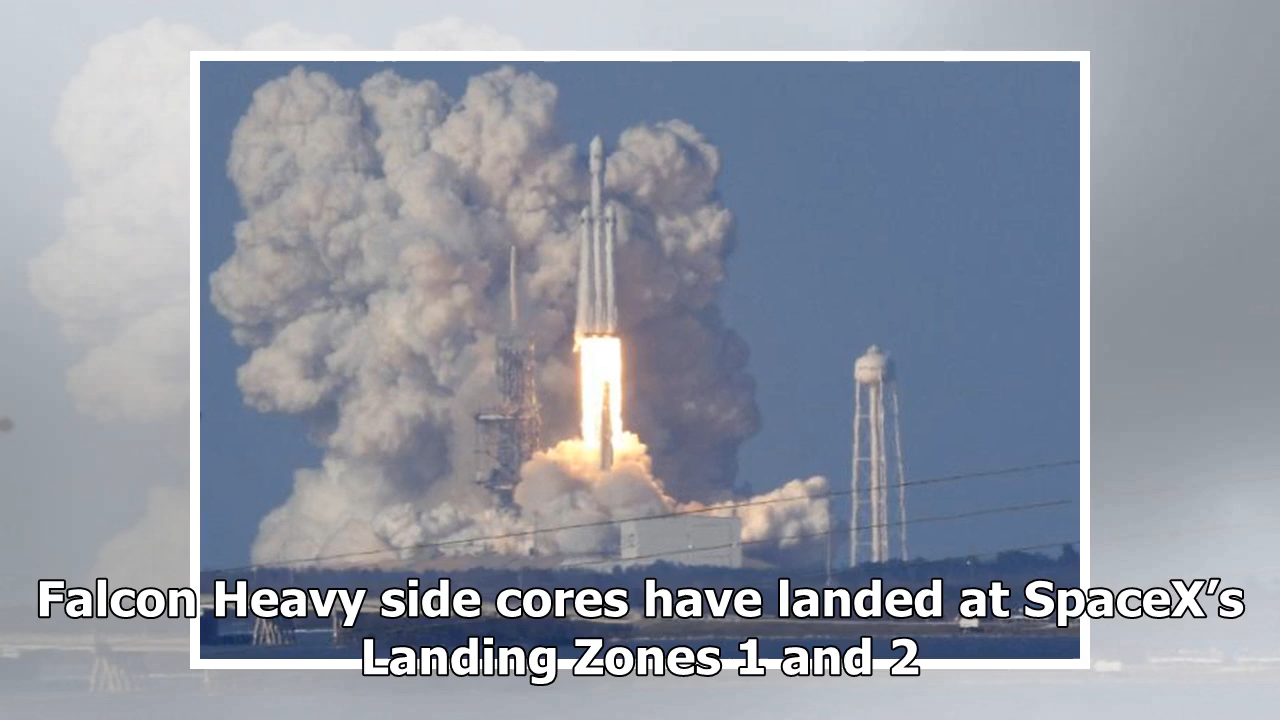 Falcon Heavy side cores have landed at SpaceX’s
Landing Zones 1 and 2